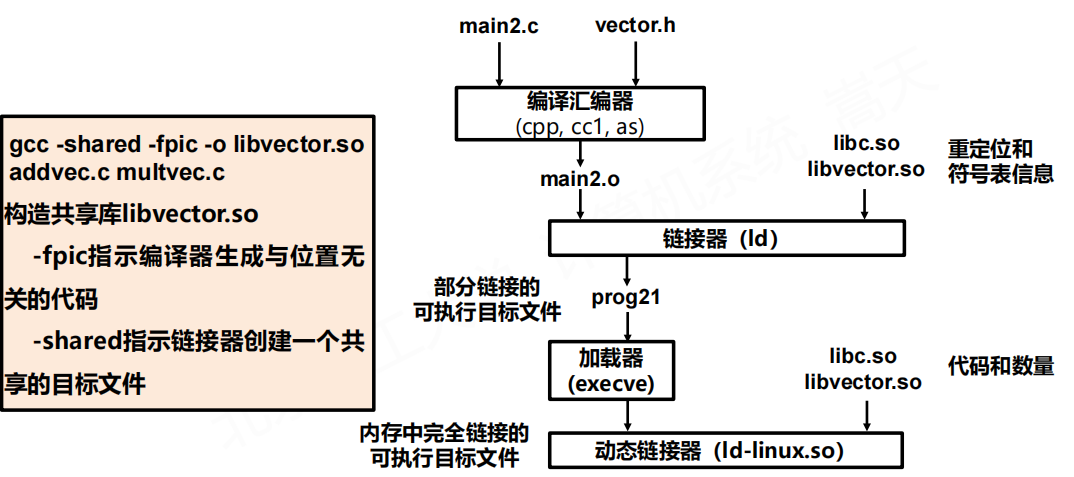 main2.c
vector.h
编译汇编器
(cpp, cc1, as)
gcc -shared -fpic -o libvector.so
addvec.c multvec.c
构造共享库libvector.so
-fpic指示编译器生成与位置无
关的代码
-shared指示链接器创建一个共
享的目标文件
main2.o
libc.so
libvector.so
重定位和
符号表信息
链接器（ld）
部分链接的
可执行目标文件
prog21
加载器
(execve)
libc.so
libvector.so
代码和数量
内存中完全链接的
可执行目标文件
动态链接器（ld-linux.so）